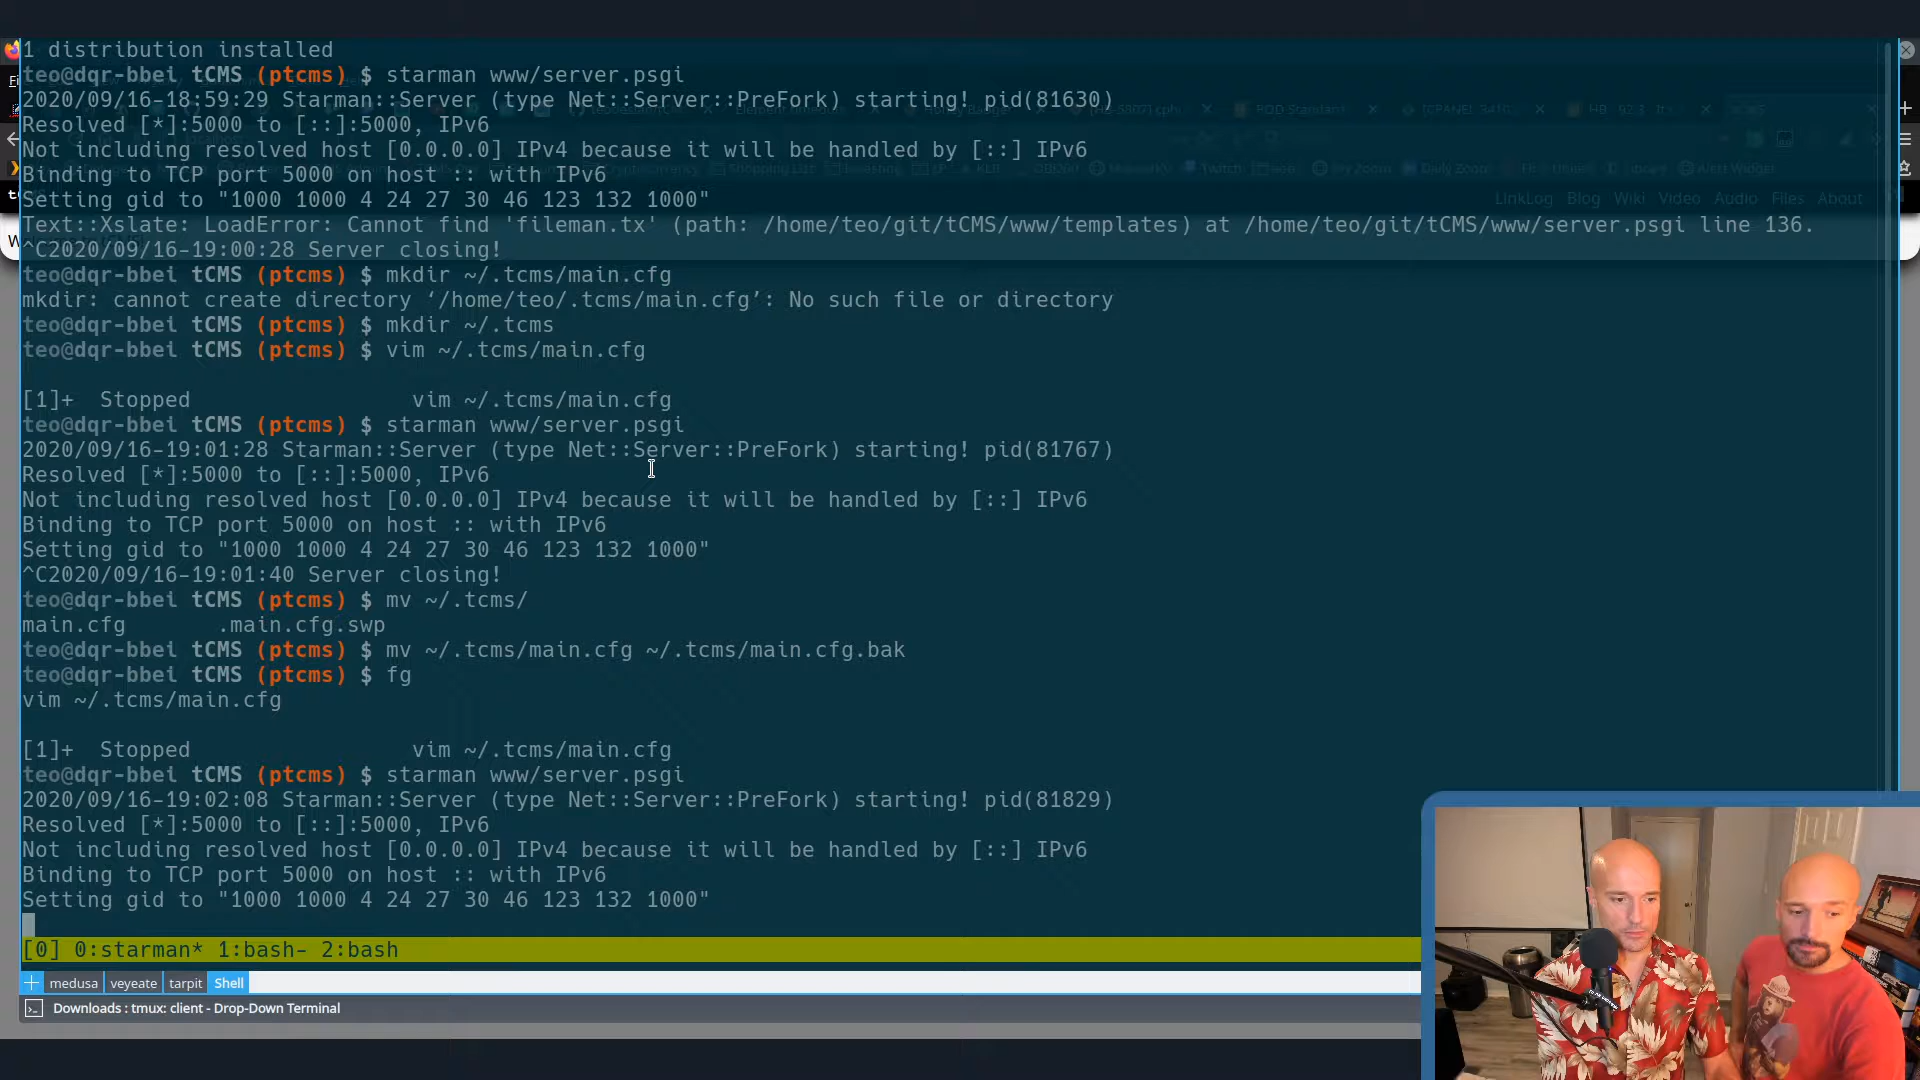 1 distribution installed
teo@dqr-bbei tCMS (ptcms) $ starman www/server.psgi
2020/09/16-18:59:29 Starman::Server (type Net::Server::PreFork) starting! pid(81630)
Resolved [*]:5000 to [::]:5000, IPv6
Not including resolved host [0.0.0.0] IPv4 because it will be handled by [::] IPv6
Binding to TCP port 5000 on host :: with IPv6
Setting gid to "1000 1000 4 24 27 30 46 123 132 1000"
LinkLog Blog Wiki Video Audio Files About
Text::Xslate: LoadError: Cannot find 'fileman.tx' (path: /home/teo/git/tCMS/www/templates) at /home/teo/git/tCMS/www/server.psgi line 136.
^C2020/09/16-19:00:28 Server closing!
teo@dqr-bbei tCMS (ptcms) $ mkdir ~/.tcms/main.cfg
mkdir: cannot create directory ‘/home/teo/.tcms/main.cfg’: No such file or directory
teo@dqr-bbei tCMS (ptcms) $ mkdir ~/.tcms
teo@dqr-bbei tCMS (ptcms) $ vim ~/.tcms/main.cfg
[1]+  Stopped                 vim ~/.tcms/main.cfg
teo@dqr-bbei tCMS (ptcms) $ starman www/server.psgi
2020/09/16-19:01:28 Starman::Server (type Net::Server::PreFork) starting! pid(81767)
Resolved [*]:5000 to [::]:5000, IPv6
Not including resolved host [0.0.0.0] IPv4 because it will be handled by [::] IPv6
Binding to TCP port 5000 on host :: with IPv6
Setting gid to "1000 1000 4 24 27 30 46 123 132 1000"
^C2020/09/16-19:01:40 Server closing!
teo@dqr-bbei tCMS (ptcms) $ mv ~/.tcms/
main.cfg       .main.cfg.swp
teo@dqr-bbei tCMS (ptcms) $ mv ~/.tcms/main.cfg ~/.tcms/main.cfg.bak
teo@dqr-bbei tCMS (ptcms) $ fg
vim ~/.tcms/main.cfg
[1]+  Stopped                 vim ~/.tcms/main.cfg
teo@dqr-bbei tCMS (ptcms) $ starman www/server.psgi
2020/09/16-19:02:08 Starman::Server (type Net::Server::PreFork) starting! pid(81829)
Resolved [*]:5000 to [::]:5000, IPv6
Not including resolved host [0.0.0.0] IPv4 because it will be handled by [::] IPv6
Binding to TCP port 5000 on host :: with IPv6
Setting gid to "1000 1000 4 24 27 30 46 123 132 1000"
[0] 0:starman* 1:bash- 2:bash
medusa veyeate tarpit Shell
Downloads : tmux: client - Drop-Down Terminal